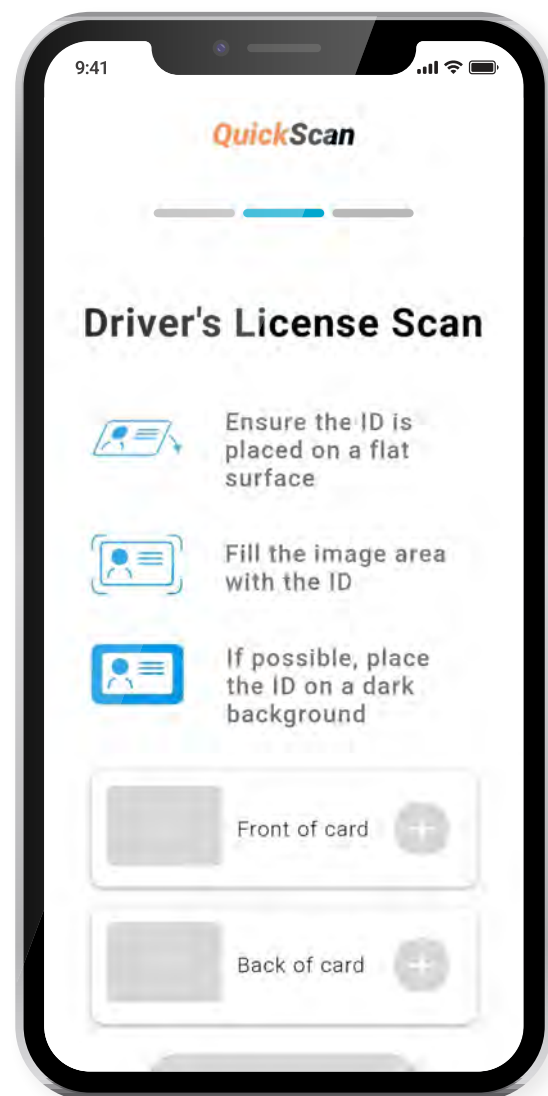 9:41
QuickScan
Driver's License Scan
Ensure the ID is
placed on a flat
surface
Fill the image area
with the ID
If possible, place
the ID on a dark
background
Front of card
Back of card